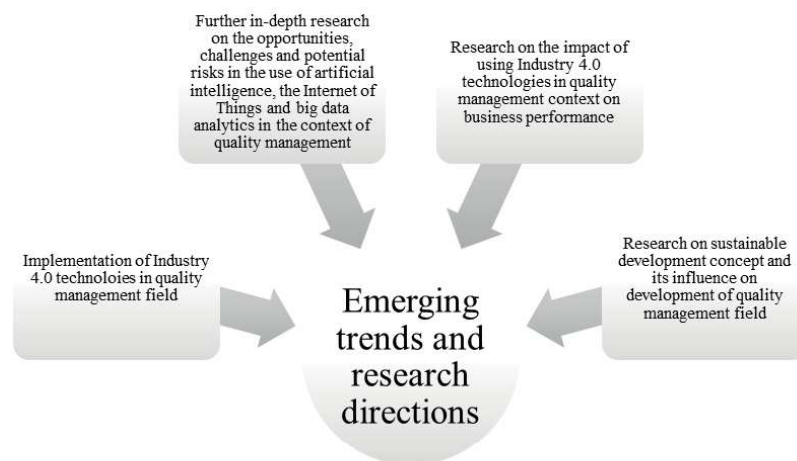 Further in-depth research
on the opportunities,
challenges and potential
risks in the use of artificial
intelligence, the Internet of
Things and big data
analytics in the context of
quality management
Research on the impact of
using Industry 4.0
technologies in quality
management context on
business performance
Implementation of Industry
4.0 technoloies in quality
management field
Research on sustainable
development concept and
its influence on
development of quality
management field
Emerging
trends and
research
directions